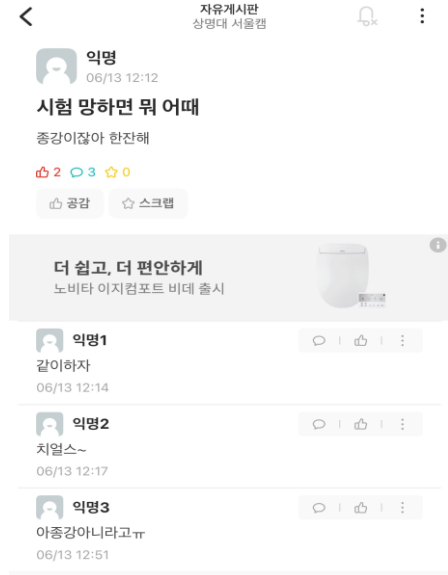 자유게시판
상명대 서울캠
익명
06/13 12:12
시험 망하면 뭐 어때
종강이잖아 한잔해
2 3 0
공감 스크랩
더 쉽고, 더 편안하게
노비타 이지컴포트 비데 출시
익명1
같이하자
06/13 12:14
익명2
치얼스~
06/13 12:17
익명3
아종강아니라고ㅠ
06/13 12:51